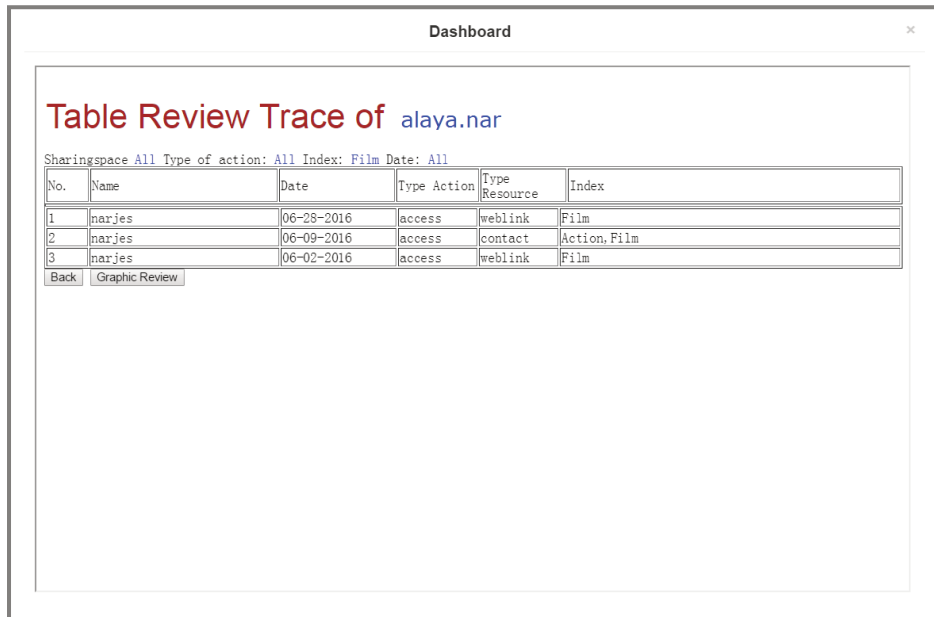 Dashboard
×
Table Review Trace of alaya.nar
Sharingspace All Type of action: All Index: Film Date: All
No. Name Date Type Action Type Resource Index
1 narjes 06-28-2016 access weblink Film
2 narjes 06-09-2016 access contact Action,Film
3 narjes 06-02-2016 access weblink Film
Back Graphic Review